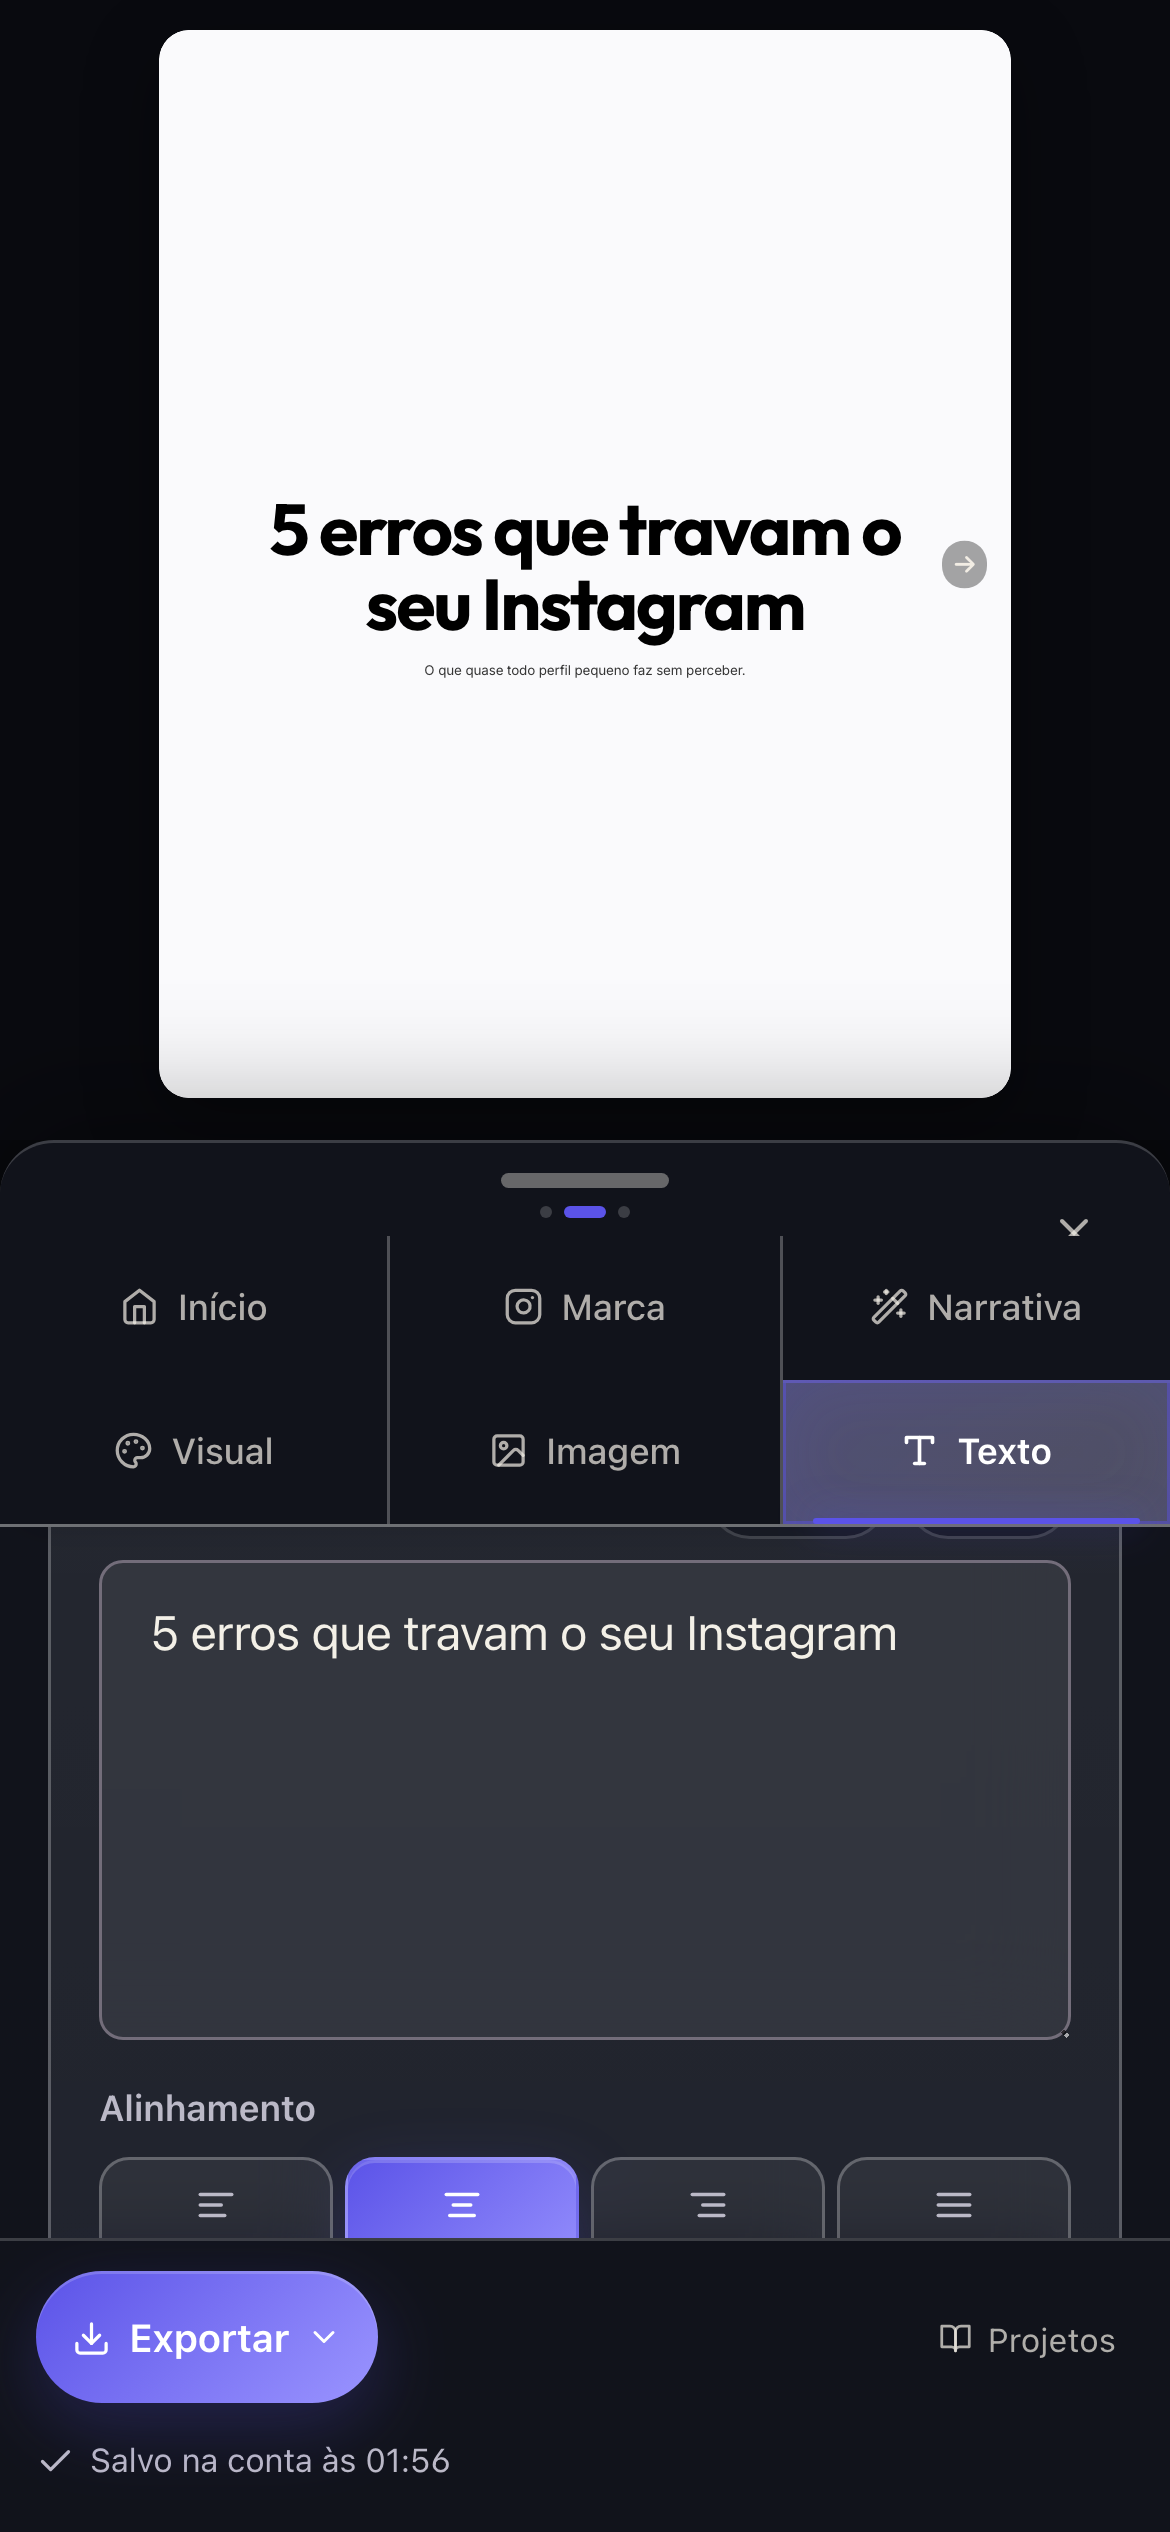 5 erros que travam o
seu Instagram
O que quase todo perfil pequeno faz sem perceber.
Início
Marca
Narrativa
Visual
Imagem
Texto
5 erros que travam o seu Instagram
Alinhamento
Exportar
Projetos
Salvo na conta às 01:56